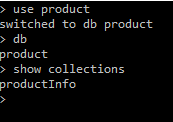 > use product
switched to db product
> db
product
> show collections
productInfo
>